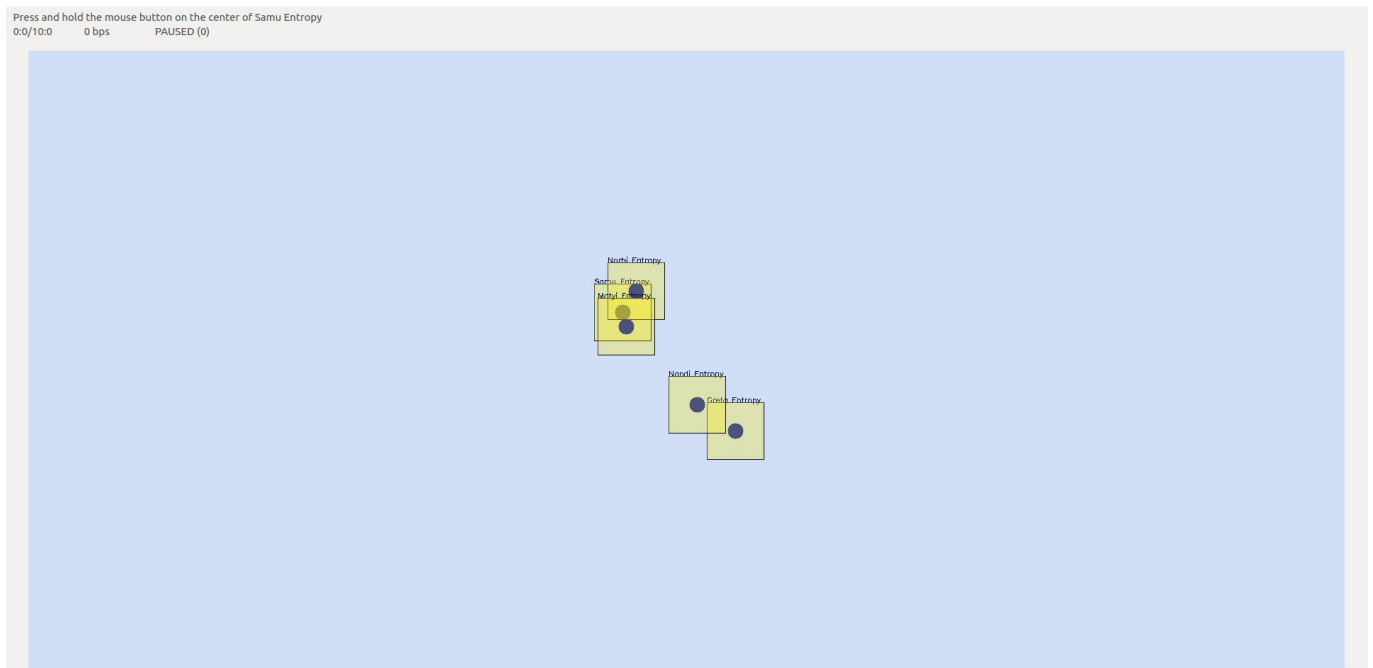 Press and hold the mouse button on the center of Samu Entropy
0:0/10:0 0 bps PAUSED (0)
Norbi Entropy
Samu Entropy
Matyi Entropy
Nandi Entropy
Greta Entropy